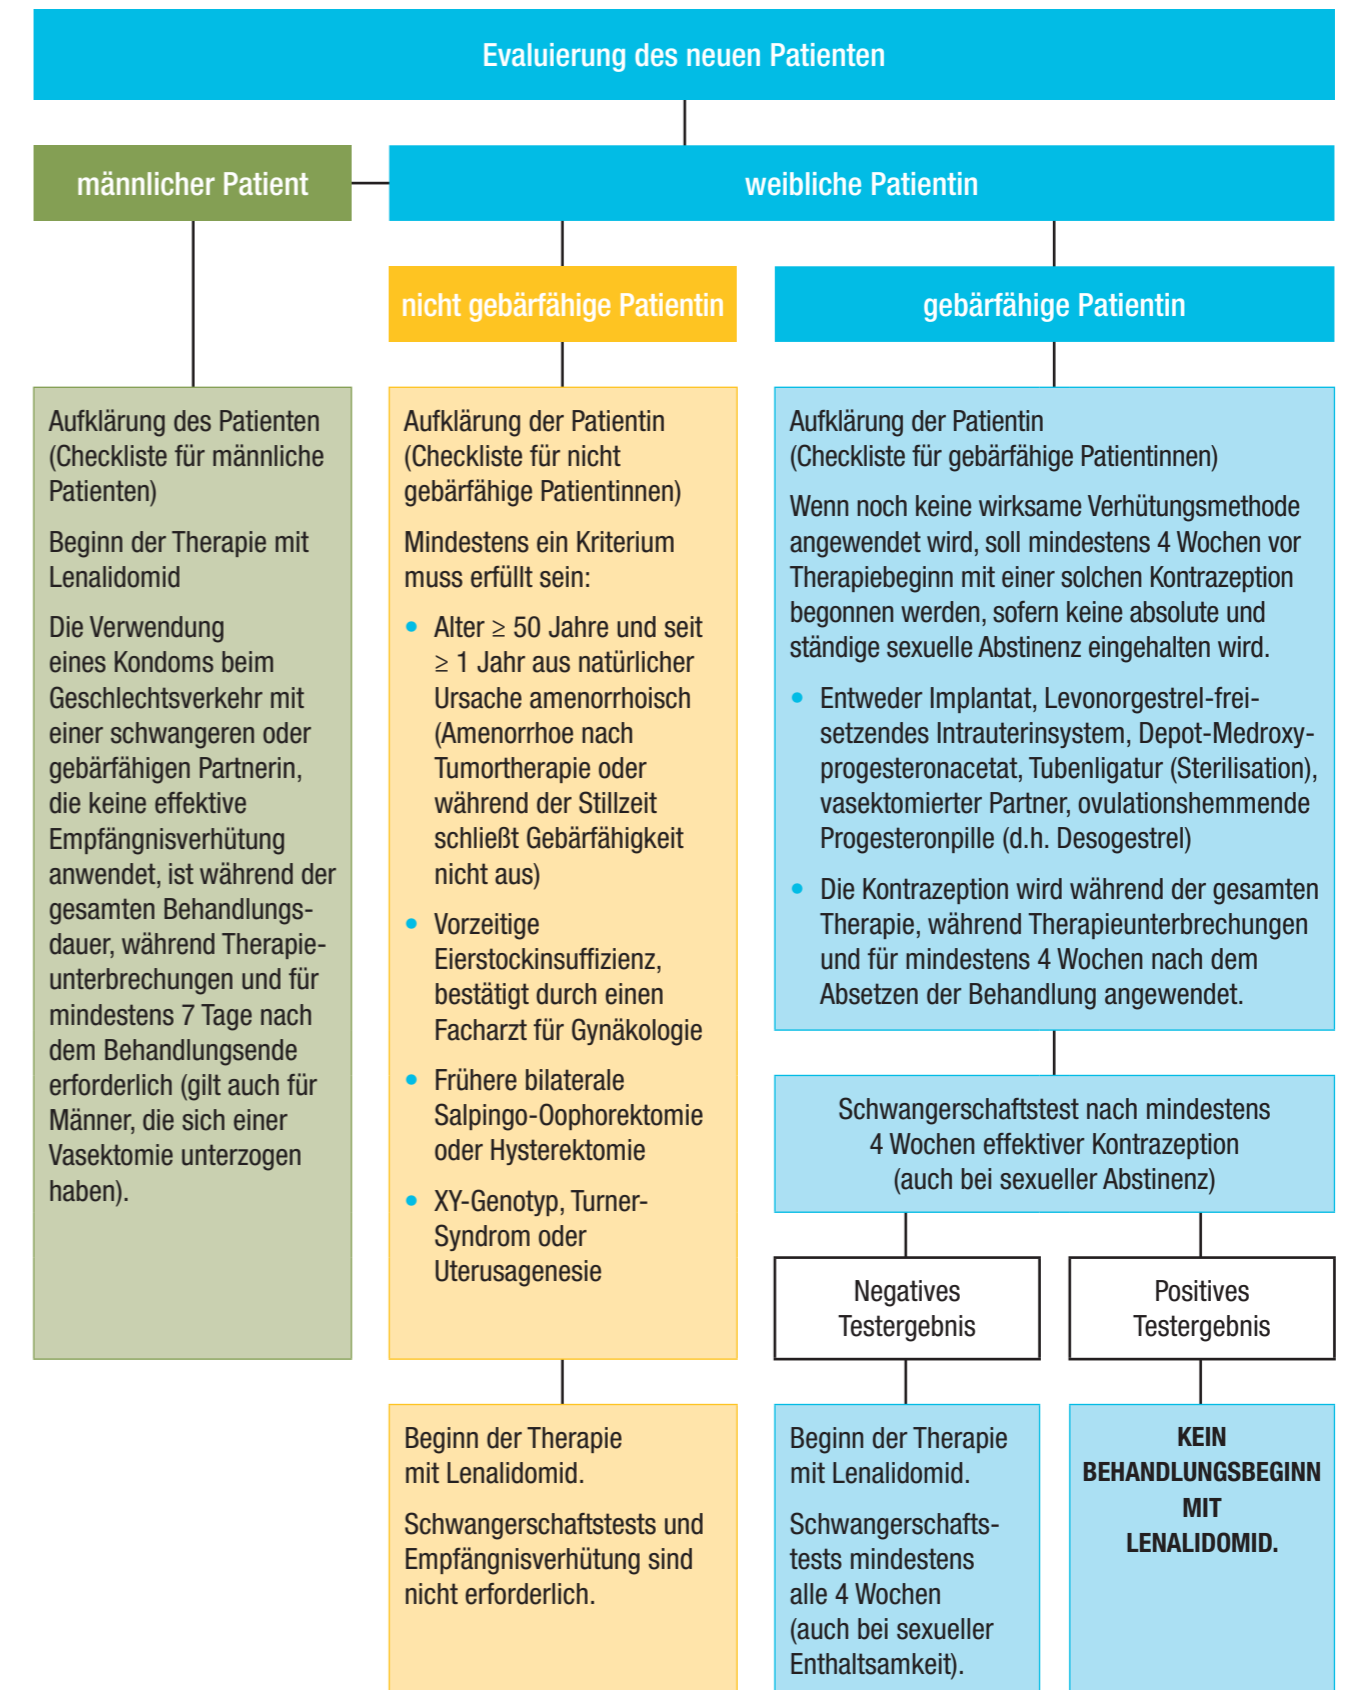 Evaluierung des neuen Patienten
männlicher Patient
weibliche Patientin
nicht gebärfähige Patientin
gebärfähige Patientin
Aufklärung des Patienten
(Checkliste für männliche
Patienten)
Beginn der Therapie mit
Lenalidomid
Die Verwendung
eines Kondoms beim
Geschlechtsverkehr mit
einer schwangeren oder
gebärfähigen Partnerin,
die keine effektive
Empfängnisverhütung
anwendet, ist während der
gesamten Behandlungs-
dauer, während Therapie-
unterbrechungen und für
mindestens 7 Tage nach
dem Behandlungsende
erforderlich (gilt auch für
Männer, die sich einer
Vasektomie unterzogen
haben).
Aufklärung der Patientin
(Checkliste für nicht
gebärfähige Patientinnen)
Mindestens ein Kriterium
muss erfüllt sein:
• Alter ≥ 50 Jahre und seit
≥ 1 Jahr aus natürlicher
Ursache amenorrhoisch
(Amenorrhoe nach
Tumortherapie oder
während der Stillzeit
schließt Gebärfähigkeit
nicht aus)
• Vorzeitige
Eierstockinsuffizienz,
bestätigt durch einen
Facharzt für Gynäkologie
• Frühere bilaterale
Salpingo-Oophorektomie
oder Hysterektomie
• XY-Genotyp, Turner-
Syndrom oder
Uterusagenesie
Beginn der Therapie
mit Lenalidomid.
Schwangerschaftstests und
Empfängnisverhütung sind
nicht erforderlich.
Aufklärung der Patientin
(Checkliste für gebärfähige Patientinnen)
Wenn noch keine wirksame Verhütungsmethode
angewendet wird, soll mindestens 4 Wochen vor
Therapiebeginn mit einer solchen Kontrazeption
begonnen werden, sofern keine absolute und
ständige sexuelle Abstinenz eingehalten wird.
• Entweder Implantat, Levonorgestrel-frei-
setzendes Intrauterinsystem, Depot-Medroxy-
progesteronacetat, Tubenligatur (Sterilisation),
vasektomierter Partner, ovulationshemmende
Progesteronpille (d.h. Desogestrel)
• Die Kontrazeption wird während der gesamten
Therapie, während Therapieunterbrechungen
und für mindestens 4 Wochen nach dem
Absetzen der Behandlung angewendet.
Schwangerschaftstest nach mindestens
4 Wochen effektiver Kontrazeption
(auch bei sexueller Abstinenz)
Negatives
Testergebnis
Beginn der Therapie
mit Lenalidomid.
Schwangerschafts-
tests mindestens
alle 4 Wochen
(auch bei sexueller
Enthaltsamkeit).
Positives
Testergebnis
KEIN
BEHANDLUNGSBEGINN
MIT
LENALIDOMID.